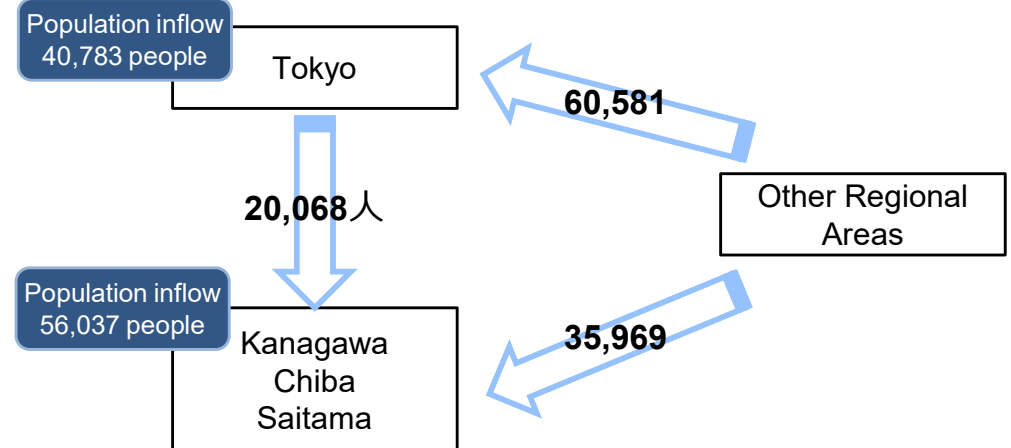 Population inflow
40,783 people
Tokyo
60,581
20,068人
Other Regional
Areas
Population inflow
56,037 people
35,969
Kanagawa
Chiba
Saitama